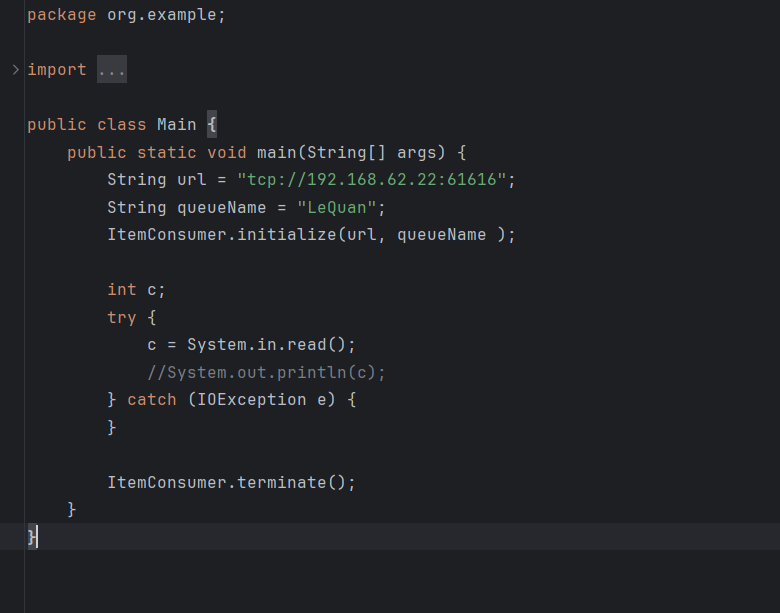 package org.example;
import ...
public class Main {
    public static void main(String[] args) {
        String url = "tcp://192.168.62.22:61616";
        String queueName = "LeQuan";
        ItemConsumer.initialize(url, queueName );
        int c;
        try {
            c = System.in.read();
            //System.out.println(c);
        } catch (IOException e) {
        }
        ItemConsumer.terminate();
    }
}